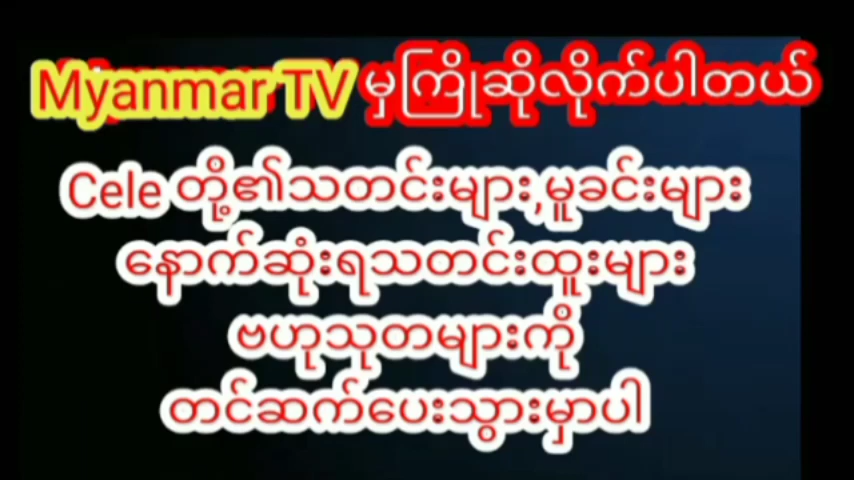 Myanmar TV မှကြိုဆိုလိုက်ပါတယ်
Cele တို့၏သတင်းများ,မူခင်းများ
နောက်ဆုံးရသတင်းထူးများ
ဗဟုသုတများကို
တင်ဆက်ပေးသွားမှာပါ